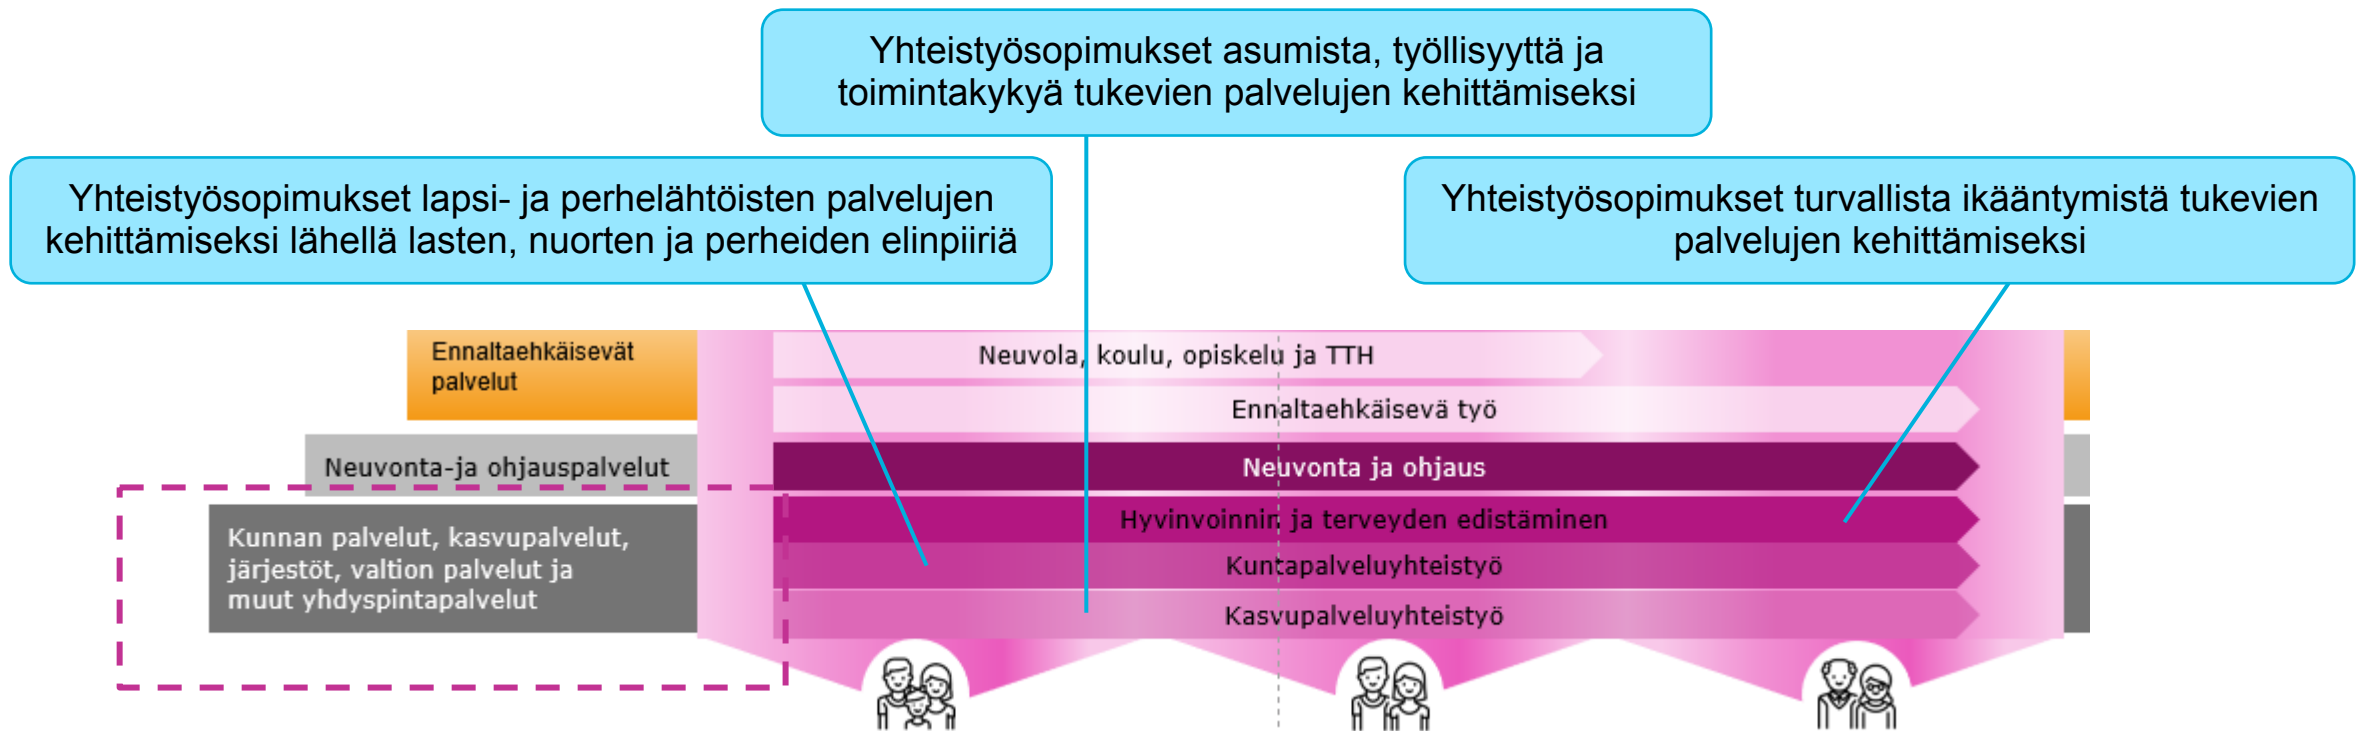 Yhteistyösopimukset asumista, työllisyyttä ja
toimintakykyä tukevien palvelujen kehittämiseksi
Yhteistyösopimukset lapsi- ja perhelähtöisten palvelujen
kehittämiseksi lähellä lasten, nuorten ja perheiden elinpiiriä
Yhteistyösopimukset turvallista ikääntymistä tukevien
palvelujen kehittämiseksi
Ennaltaehkäisevät
palvelut
Neuvola, koulu, opiskelu ja TTH
Ennaltaehkäisevä työ
Neuvonta-ja ohjauspalvelut
Neuvonta ja ohjaus
Kunnan palvelut, kasvupalvelut,
järjestöt, valtion palvelut ja
muut yhdyspintapalvelut
Hyvinvoinnin ja terveyden edistäminen
Kuntapalveluyhteistyö
Kasvupalveluyhteistyö